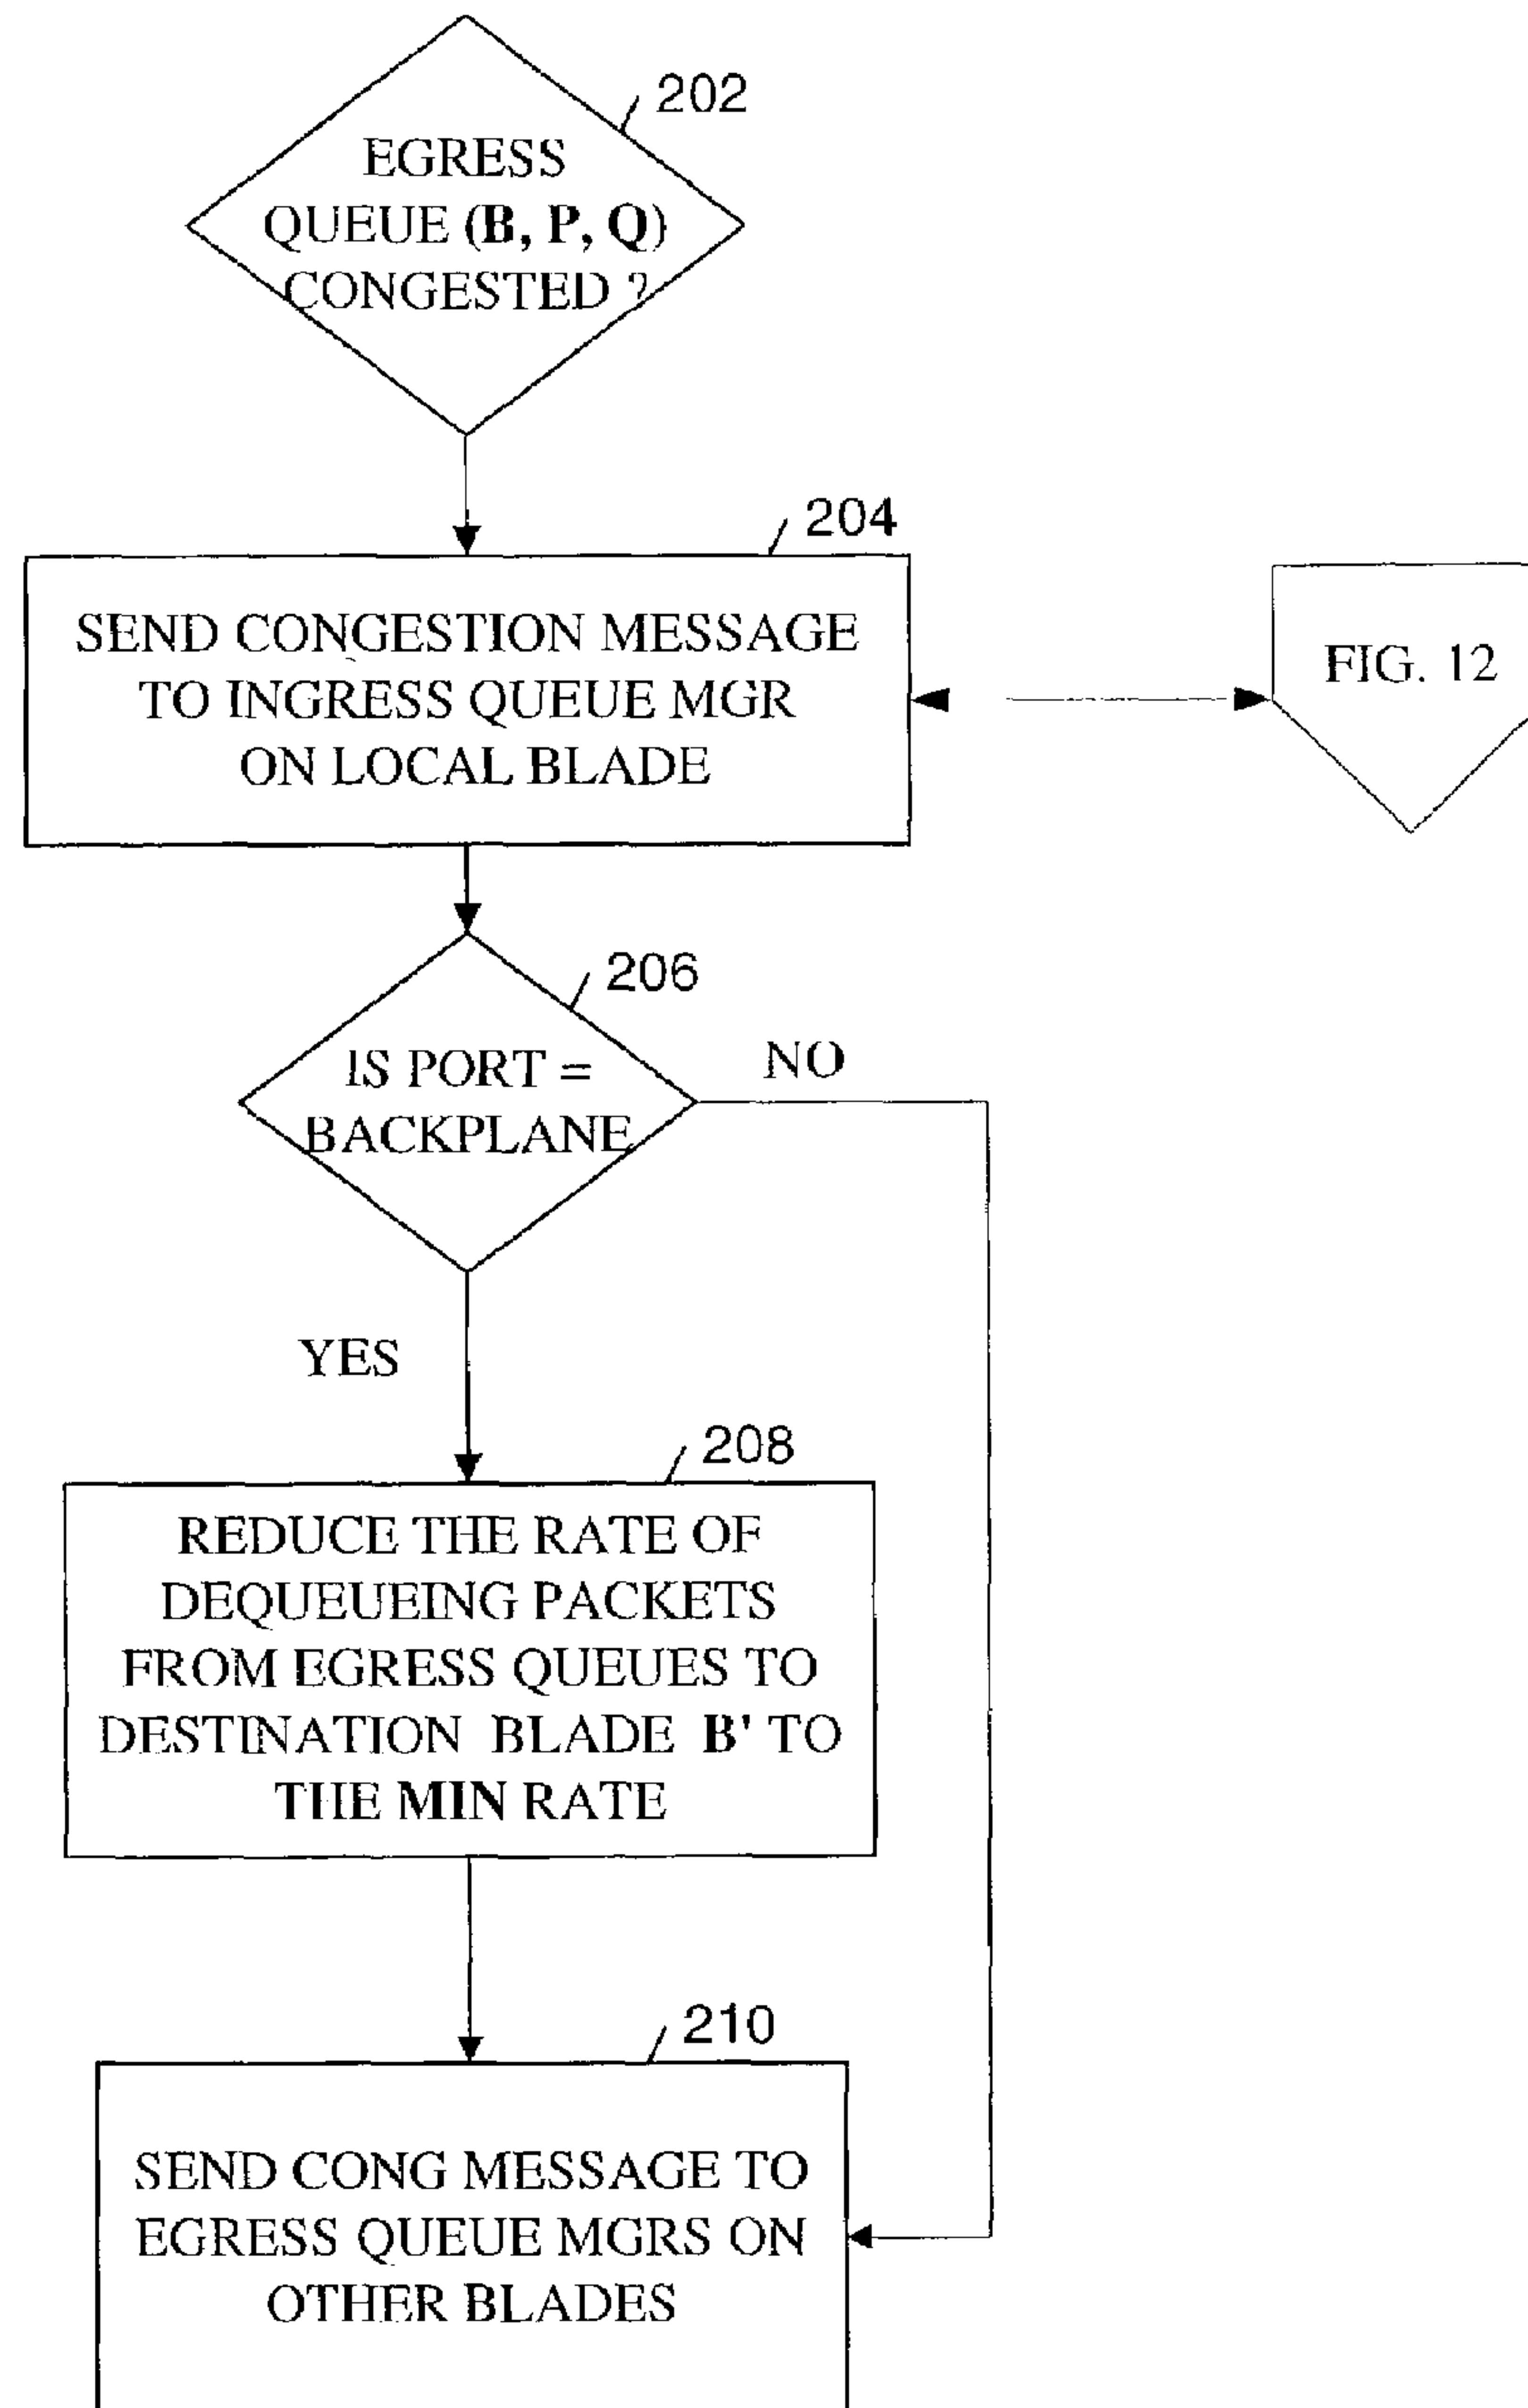 202
EGRESS
QUEUE (B, P, Q)
CONGESTED ?
204
SEND CONGESTION MESSAGE
TO INGRESS QUEUE MGR
ON LOCAL BLADE
FIG. 12
206
IS PORT =
BACKPLANE
NO
YES
208
REDUCE THE RATE OF
DEQUEUEING PACKETS
FROM EGRESS QUEUES TO
DESTINATION BLADE B' TO
THE MIN RATE
210
SEND CONG MESSAGE TO
EGRESS QUEUE MGRS ON
OTHER BLADES